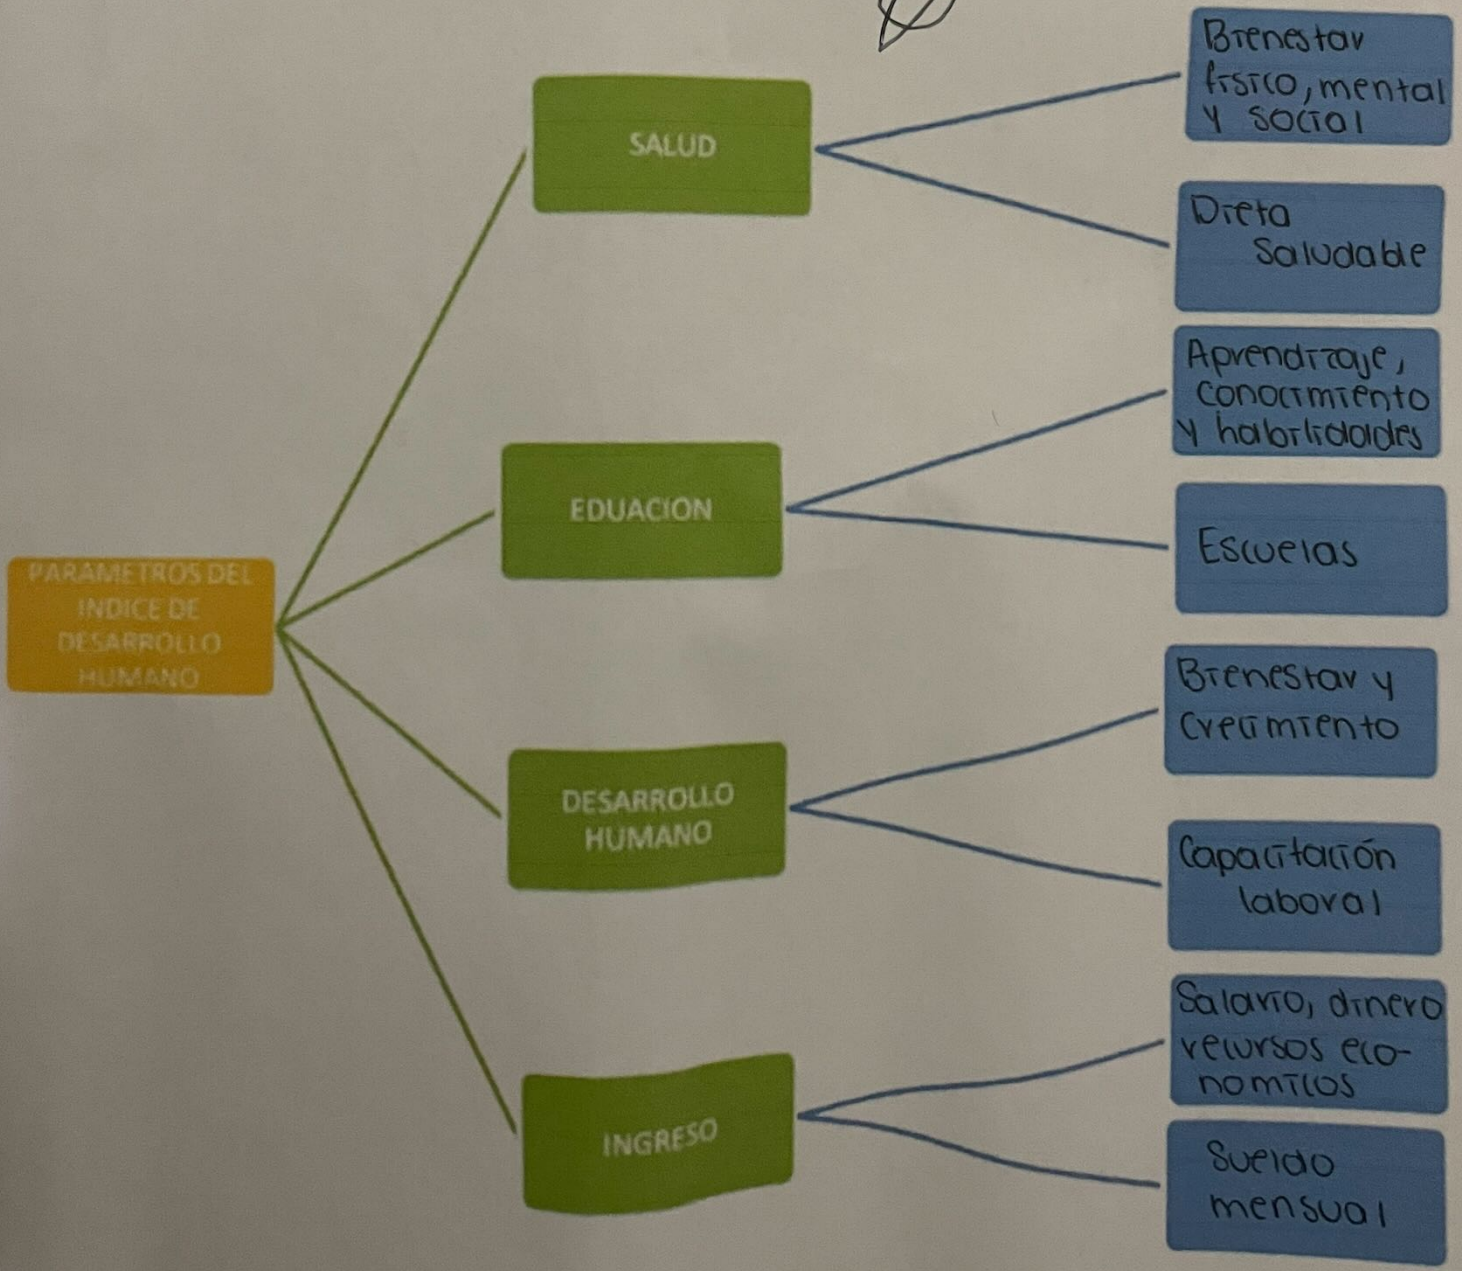 PARAMETROS DEL
INDICE DE
DESARROLLO
HUMANO
SALUD
Bienestar
físico, mental
y social
Dieta
Saludable
EDUACION
Aprendizaje,
conocimiento
y habilidades
Escuelas
DESARROLLO
HUMANO
Bienestar y
Crecimiento
Capacitación
laboral
INGRESO
Salario, dinero
recursos eco-
nomicos
Sueldo
mensual